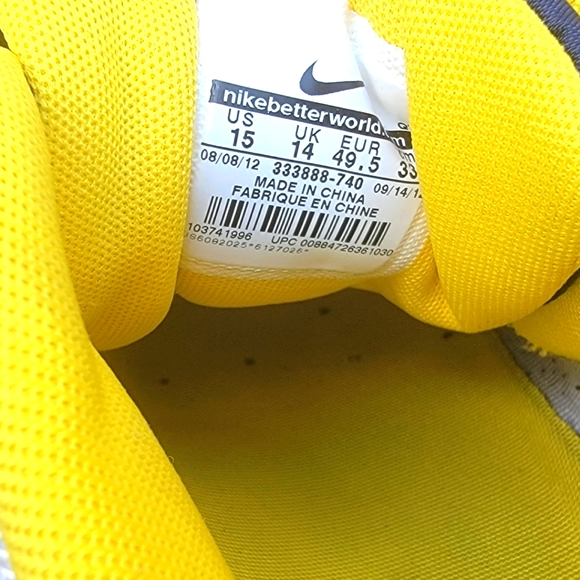 nikebetterworld.
US UK EUR
15 14 49.5 33
08/08/12 333888-740 09/14/12
MADE IN CHINA
FABRIQUE EN CHINE
103741996 UPC 00884726361030